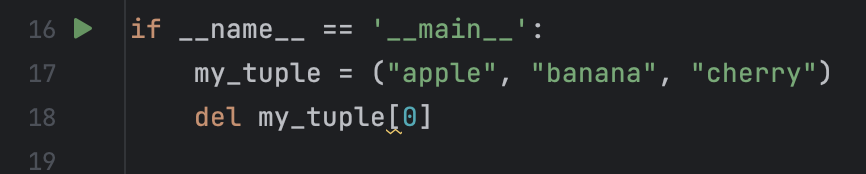 16 if __name__ == '__main__':
17     my_tuple = ("apple", "banana", "cherry")
18     del my_tuple[0]
19